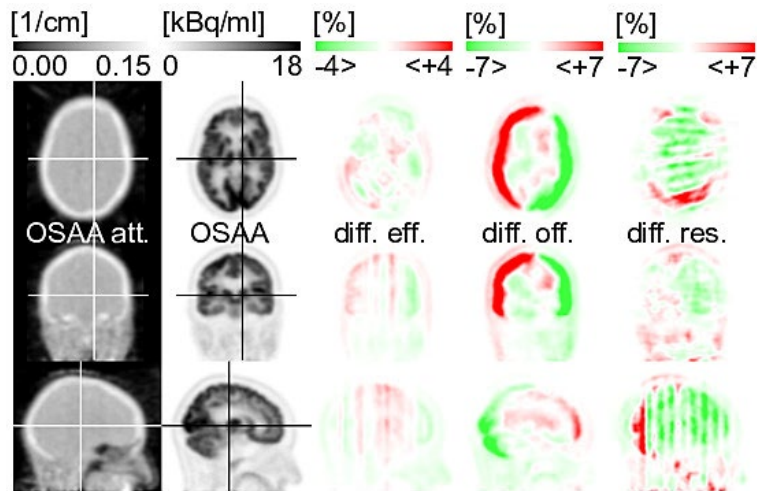 [1/cm] [kBq/ml] [%] [%] [%]
0.00 0.15 0 18 -4> <+4 -7> <+7 -7> <+7
OSAA att. OSAA diff. eff. diff. off. diff. res.